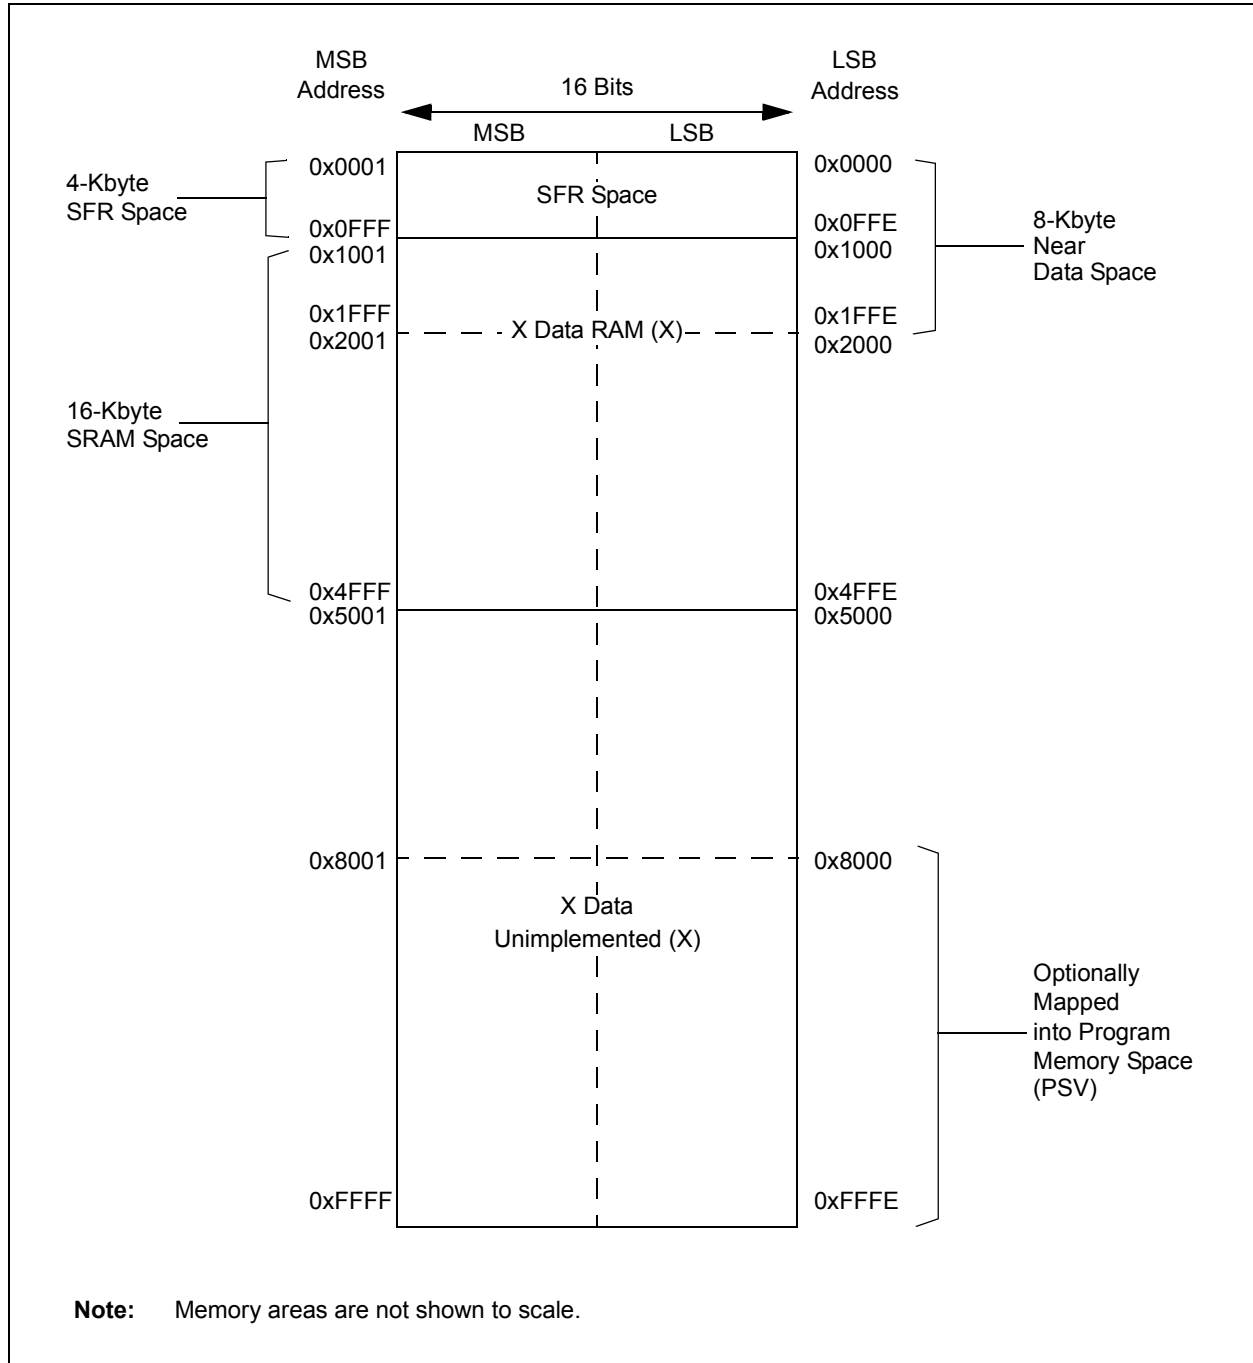 MSB
Address
LSB
Address
16 Bits
MSB
LSB
0x0001
0x0000
4-Kbyte
SFR Space
SFR Space
0x0FFF
0x0FFE
0x1001
0x1000
8-Kbyte
Near
Data Space
0x1FFF
0x1FFE
X Data RAM (X)
0x2001
0x2000
16-Kbyte
SRAM Space
0x4FFF
0x4FFE
0x5001
0x5000
0x8001
0x8000
X Data
Unimplemented (X)
Optionally
Mapped
into Program
Memory Space
(PSV)
0xFFFF
0xFFFE
Note: Memory areas are not shown to scale.